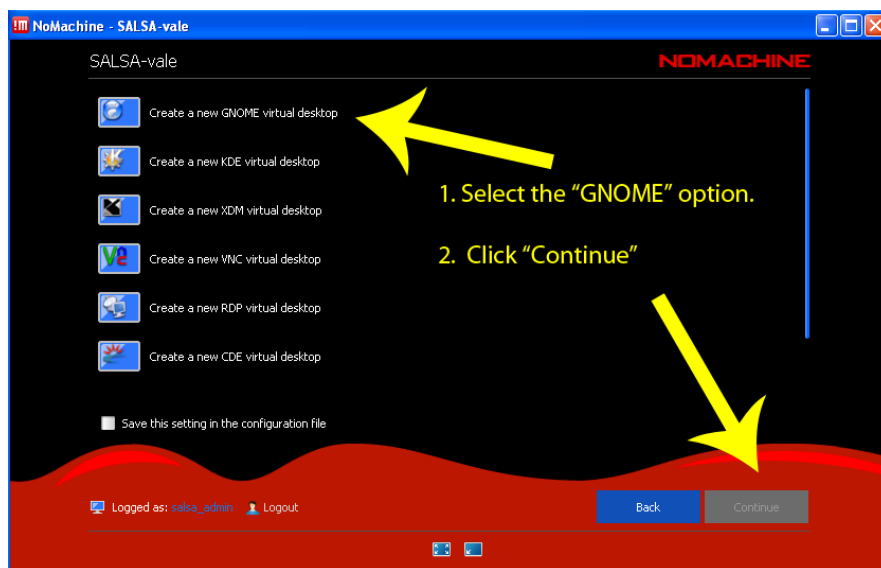 NoMachine - SALSA-vale
SALSA-vale
NOMACHINE
Create a new GNOME virtual desktop
Create a new KDE virtual desktop
Create a new XDM virtual desktop
Create a new VNC virtual desktop
Create a new RDP virtual desktop
Create a new CDE virtual desktop
1. Select the “GNOME” option.
2. Click “Continue”
Save this setting in the configuration file
Logged as: salsa_admin Logout
Back
Continue